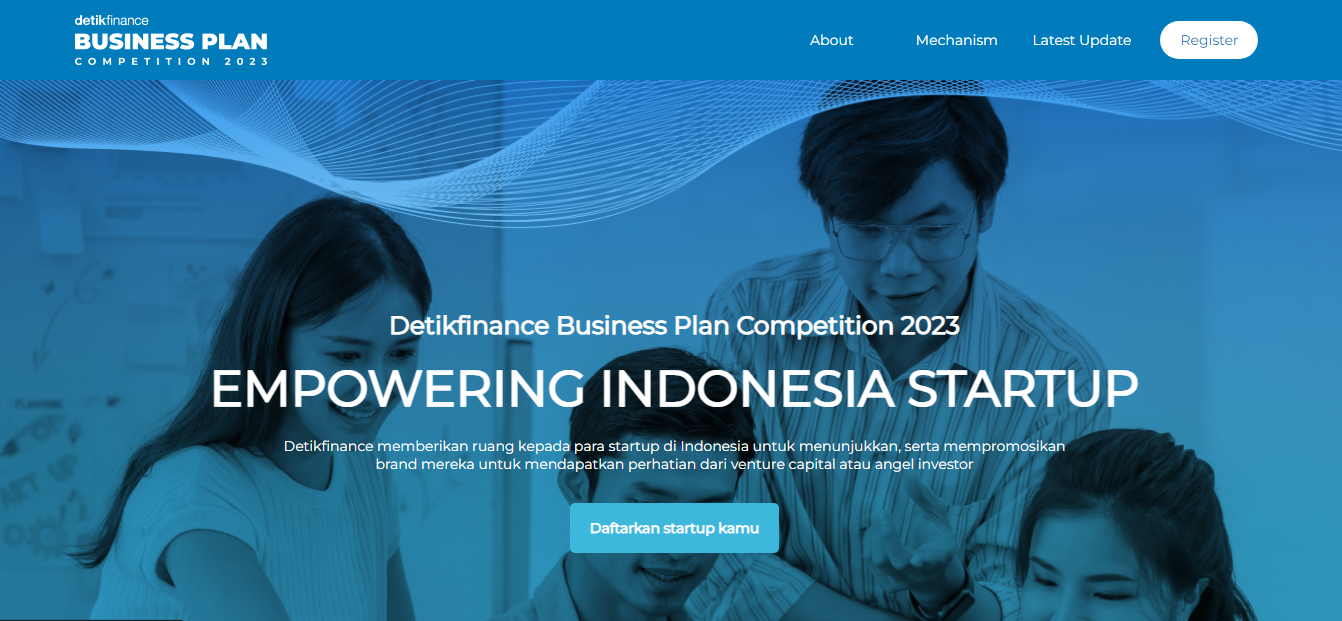 detikfinance
BUSINESS PLAN
COMPETITION 2023
About Mechanism Latest Update Register
Detikfinance Business Plan Competition 2023
EMPOWERING INDONESIA STARTUP
Detikfinance memberikan ruang kepada para startup di Indonesia untuk menunjukkan, serta mempromosikan
brand mereka untuk mendapatkan perhatian dari venture capital atau angel investor
Daftarkan startup kamu